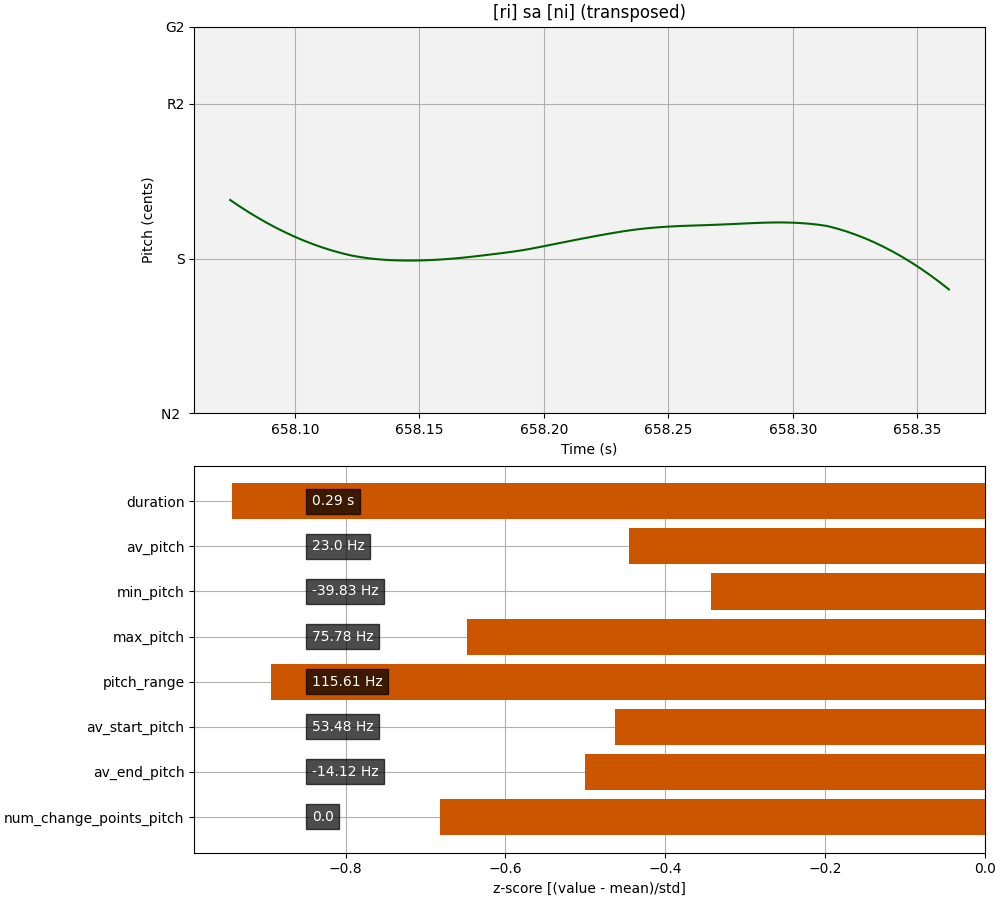 [ri] sa [ni] (transposed)
G2
R2
S
N2
Pitch (cents)
658.10 658.15 658.20 658.25 658.30 658.35
Time (s)
duration 0.29 s
av_pitch 23.0 Hz
min_pitch -39.83 Hz
max_pitch 75.78 Hz
pitch_range 115.61 Hz
av_start_pitch 53.48 Hz
av_end_pitch -14.12 Hz
num_change_points_pitch 0.0
−0.8 −0.6 −0.4 −0.2 0.0
z-score [(value - mean)/std]